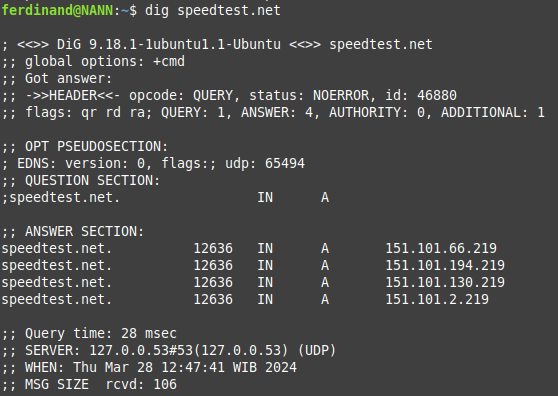 ferdinand@NANN:~$ dig speedtest.net
; <<>> DiG 9.18.1-1ubuntu1.1-Ubuntu <<>> speedtest.net
;; global options: +cmd
;; Got answer:
;; ->>HEADER<<- opcode: QUERY, status: NOERROR, id: 46880
;; flags: qr rd ra; QUERY: 1, ANSWER: 4, AUTHORITY: 0, ADDITIONAL: 1
;; OPT PSEUDOSECTION:
; EDNS: version: 0, flags:; udp: 65494
;; QUESTION SECTION:
;speedtest.net. IN A
;; ANSWER SECTION:
speedtest.net. 12636 IN A 151.101.66.219
speedtest.net. 12636 IN A 151.101.194.219
speedtest.net. 12636 IN A 151.101.130.219
speedtest.net. 12636 IN A 151.101.2.219
;; Query time: 28 msec
;; SERVER: 127.0.0.53#53(127.0.0.53) (UDP)
;; WHEN: Thu Mar 28 12:47:41 WIB 2024
;; MSG SIZE rcvd: 106